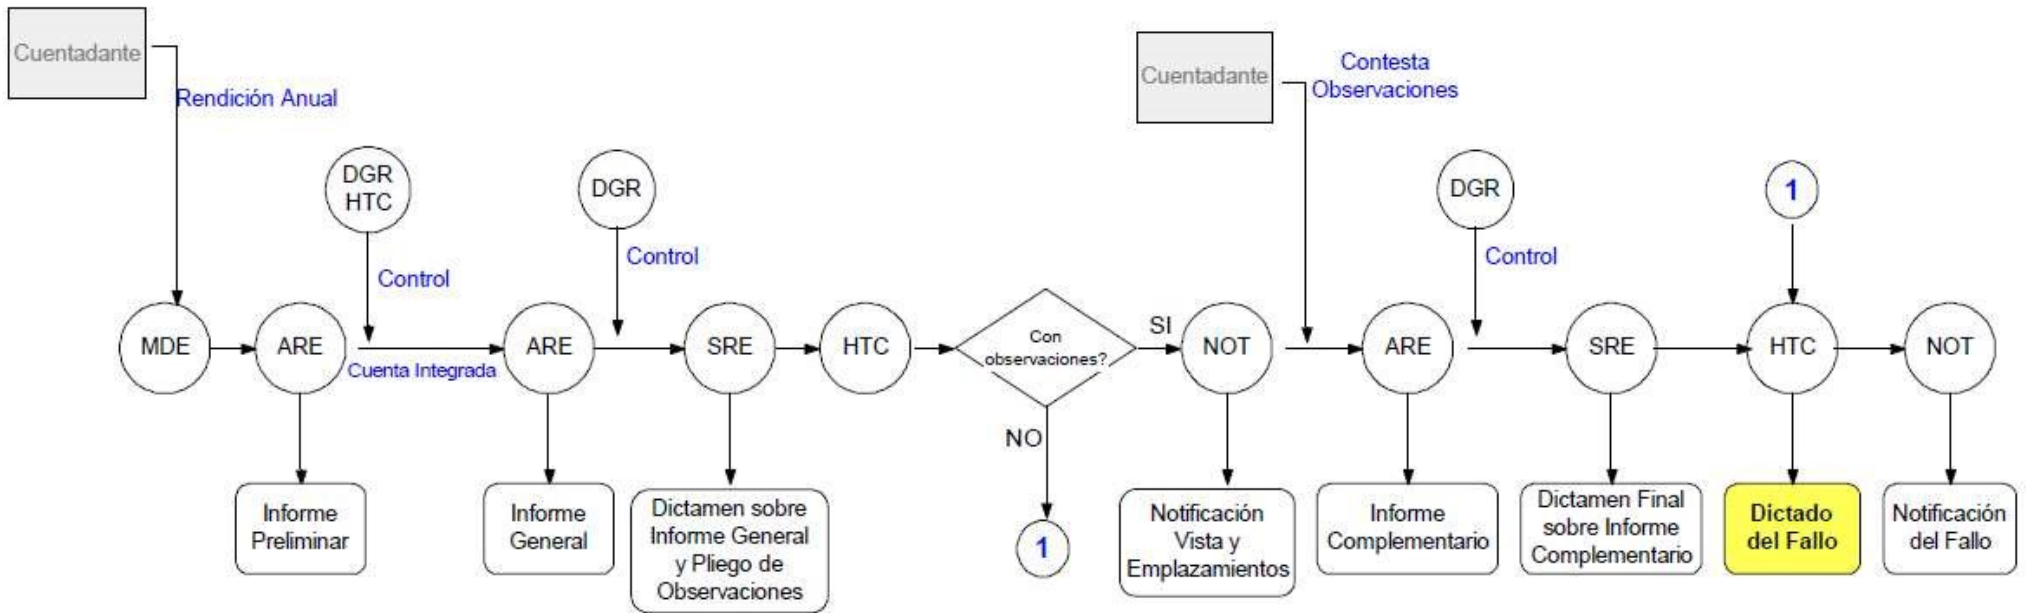 Cuentadante
Rendición Anual
DGR
HTC
Control
DGR
Control
MDE
ARE
Cuenta Integrada
ARE
SRE
HTC
Con
observaciones?
SI
NO
1
Informe
Preliminar
Informe
General
Dictamen sobre
Informe General
y Pliego de
Observaciones
Cuentadante
Contesta
Observaciones
DGR
Control
1
NOT
ARE
SRE
HTC
NOT
Notificación
Vista y
Emplazamientos
Informe
Complementario
Dictamen Final
sobre Informe
Complementario
Dictado
del Fallo
Notificación
del Fallo